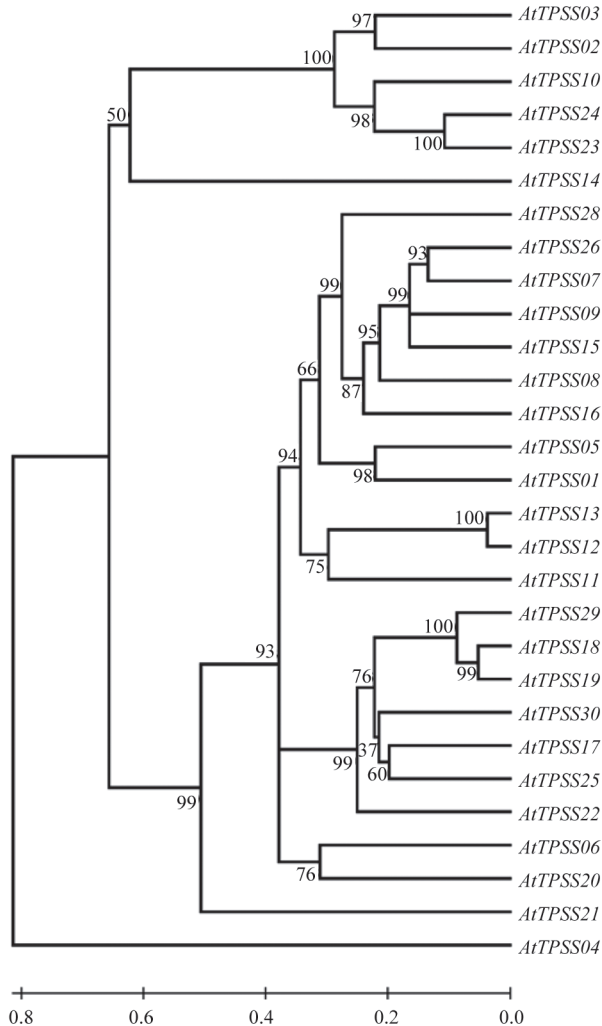 AtTPSS03
97
AtTPSS02
100
AtTPSS10
98
AtTPSS24
50
100
AtTPSS23
AtTPSS14
AtTPSS28
AtTPSS26
93
AtTPSS07
99
99
AtTPSS09
95
AtTPSS15
66
87
AtTPSS08
AtTPSS16
94
AtTPSS05
98
AtTPSS01
100
AtTPSS13
AtTPSS12
75
AtTPSS11
AtTPSS29
100
93
AtTPSS18
76
99
AtTPSS19
AtTPSS30
99
37
AtTPSS17
60
AtTPSS25
99
AtTPSS22
AtTPSS06
76
AtTPSS20
AtTPSS21
AtTPSS04
0.8 0.6 0.4 0.2 0.0